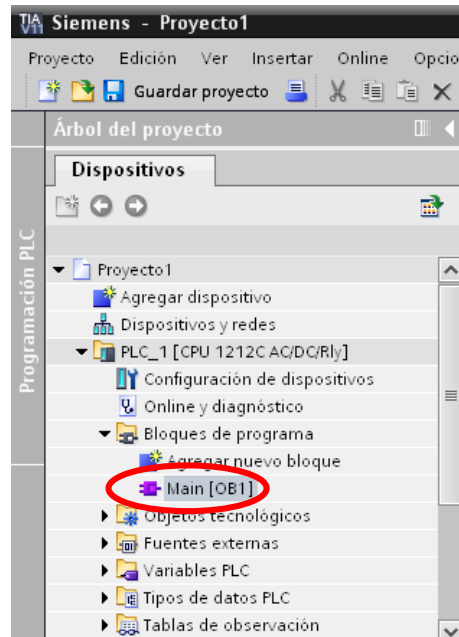 TIA V11 Siemens - Proyecto1
Proyecto Edición Ver Insertar Online Opcio
Guardar proyecto
Árbol del proyecto
Dispositivos
Programación PLC
Proyecto1
Agregar dispositivo
Dispositivos y redes
PLC_1 [CPU 1212C AC/DC/Rly]
Configuración de dispositivos
Online y diagnóstico
Bloques de programa
Agregar nuevo bloque
Main [OB1]
Objetos tecnológicos
Fuentes externas
Variables PLC
Tipos de datos PLC
Tablas de observación